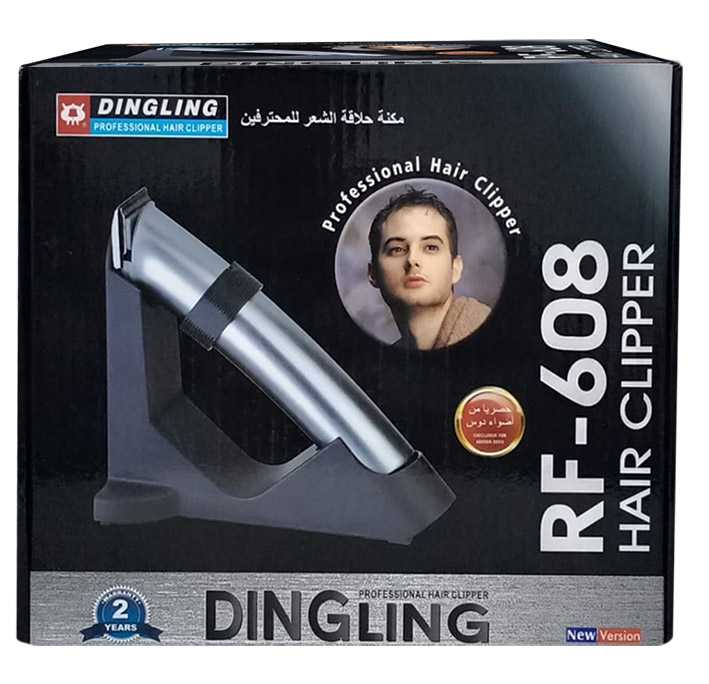 DINGLING
PROFESSIONAL HAIR CLIPPER
مكنة حلاقة الشعر للمحترفين
Professional Hair Clipper
RF-608
HAIR CLIPPER
حصريا من
أضواء دوس
WARRANTY
2
YEARS
PROFESSIONAL HAIR CLIPPER
DINGLING
New Version